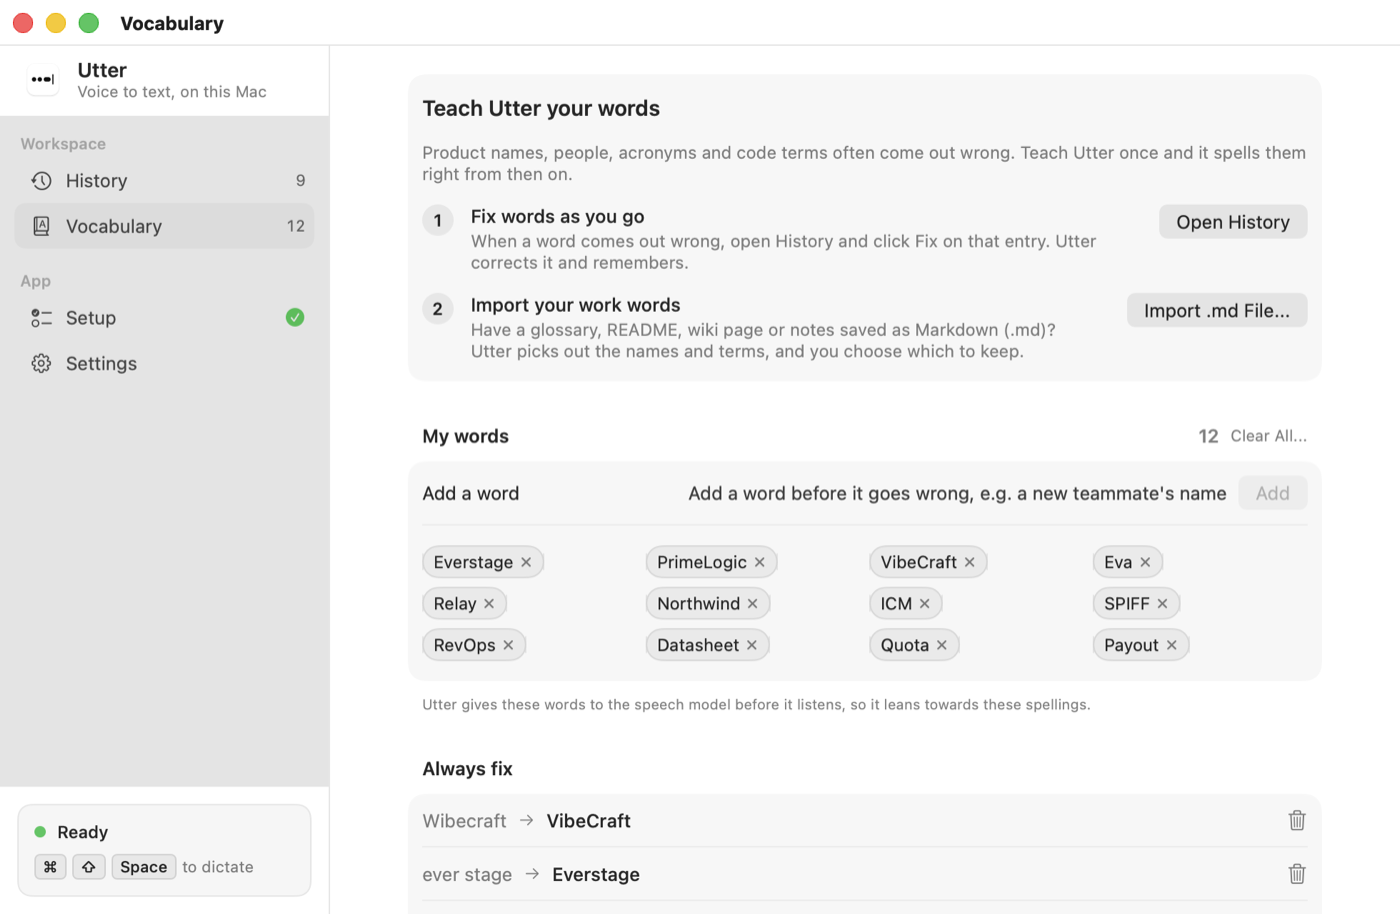 Vocabulary
Utter
Voice to text, on this Mac
Workspace
History 9
Vocabulary 12
App
Setup
Settings
Ready
⌘ ⇧ Space to dictate
Teach Utter your words
Product names, people, acronyms and code terms often come out wrong. Teach Utter once and it spells them
right from then on.
1 Fix words as you go
When a word comes out wrong, open History and click Fix on that entry. Utter
corrects it and remembers.
Open History
2 Import your work words
Have a glossary, README, wiki page or notes saved as Markdown (.md)?
Utter picks out the names and terms, and you choose which to keep.
Import .md File...
My words 12 Clear All...
Add a word Add a word before it goes wrong, e.g. a new teammate's name Add
Everstage × PrimeLogic × VibeCraft × Eva ×
Relay × Northwind × ICM × SPIFF ×
RevOps × Datasheet × Quota × Payout ×
Utter gives these words to the speech model before it listens, so it leans towards these spellings.
Always fix
Wibecraft → VibeCraft
ever stage → Everstage